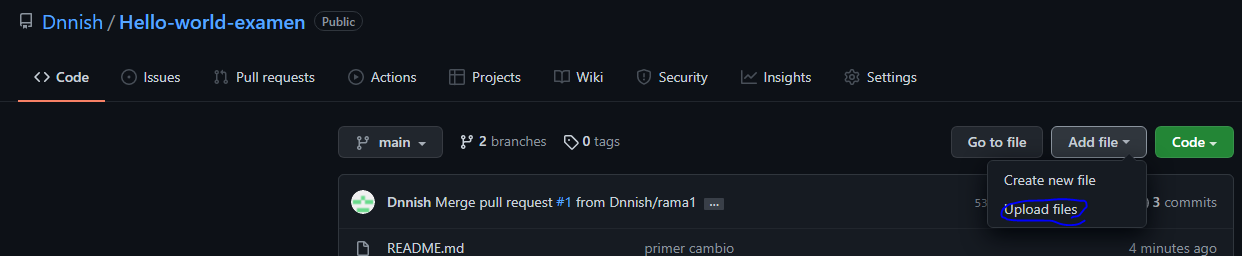 Dnnish / Hello-world-examen Public
Code Issues Pull requests Actions Projects Wiki Security Insights Settings
main 2 branches 0 tags Go to file Add file Code
Create new file
Upload files
Dnnish Merge pull request #1 from Dnnish/rama1 ... 3 commits
README.md primer cambio 4 minutes ago